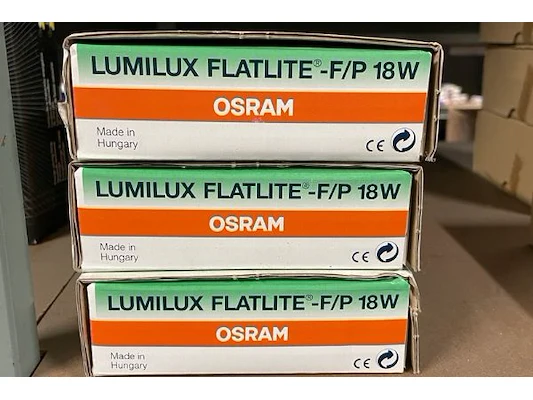 LUMILUX FLATLITE®-F/P 18W
OSRAM
Made in
Hungary
CE
LUMILUX FLATLITE®-F/P 18W
OSRAM
Made in
Hungary
CE
LUMILUX FLATLITE®-F/P 18W
OSRAM
Made in
Hungary
CE